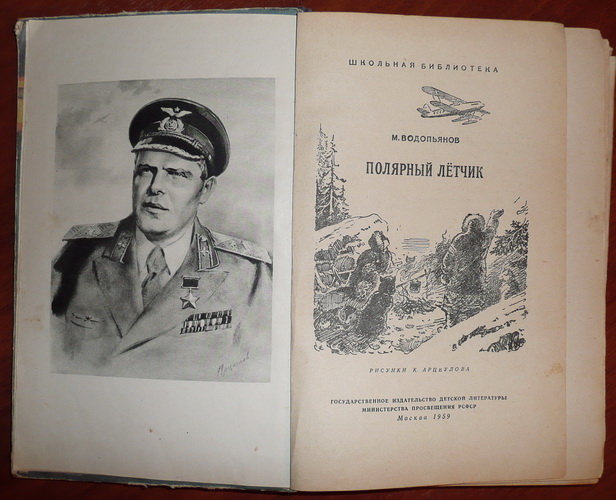 ШКОЛЬНАЯ БИБЛИОТЕКА
М. ВОДОПЬЯНОВ
ПОЛЯРНЫЙ ЛЁТЧИК
РИСУНКИ К. АРЦЕУЛОВА
ГОСУДАРСТВЕННОЕ ИЗДАТЕЛЬСТВО ДЕТСКОЙ ЛИТЕРАТУРЫ
МИНИСТЕРСТВА ПРОСВЕЩЕНИЯ РСФСР
Москва 1959